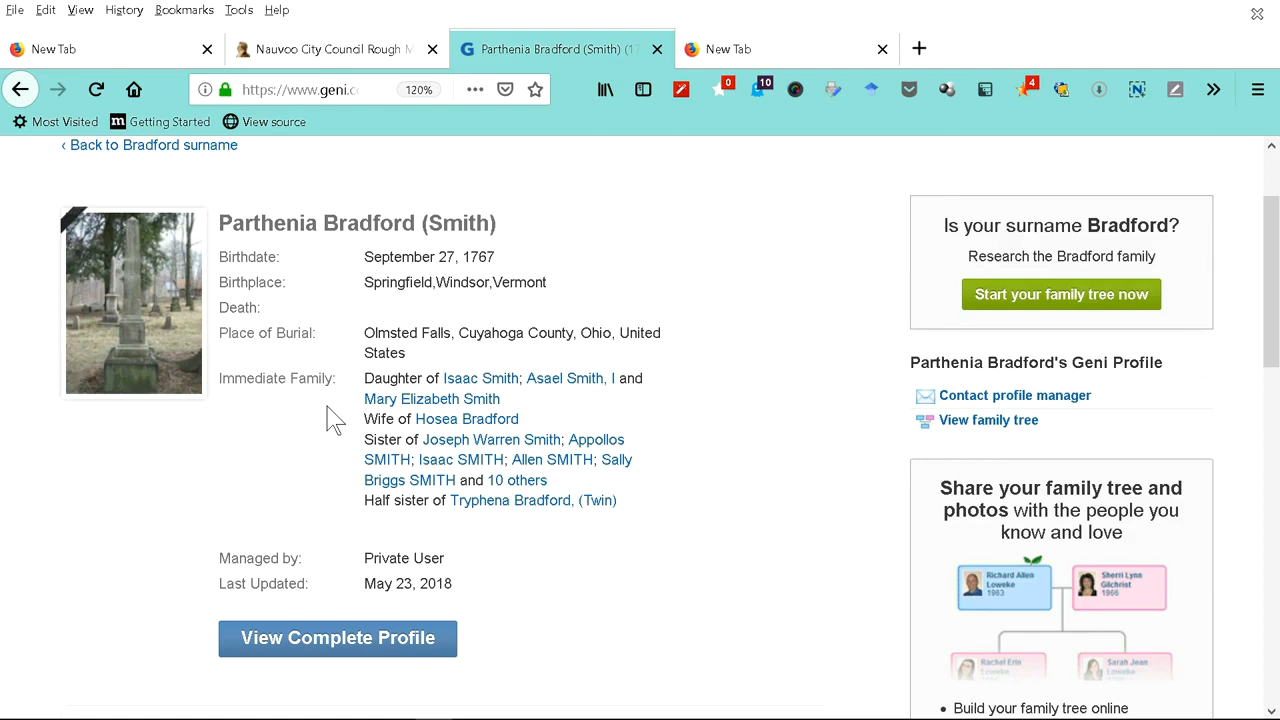 File Edit View History Bookmarks Tools Help
New Tab
Nauvoo City Council Rough M
G Parthenia Bradford (Smith) (17
New Tab
https://www.geni.c
120%
0
10
4
Most Visited
m Getting Started
View source
‹ Back to Bradford surname
Parthenia Bradford (Smith)
Birthdate: September 27, 1767
Birthplace: Springfield,Windsor,Vermont
Death:
Place of Burial: Olmsted Falls, Cuyahoga County, Ohio, United
States
Immediate Family: Daughter of Isaac Smith; Asael Smith, I and
Mary Elizabeth Smith
Wife of Hosea Bradford
Sister of Joseph Warren Smith; Appollos
SMITH; Isaac SMITH; Allen SMITH; Sally
Briggs SMITH and 10 others
Half sister of Tryphena Bradford, (Twin)
Managed by: Private User
Last Updated: May 23, 2018
View Complete Profile
Is your surname Bradford?
Research the Bradford family
Start your family tree now
Parthenia Bradford's Geni Profile
Contact profile manager
View family tree
Share your family tree and
photos with the people you
know and love
Richard Allen
Loweke
1963
Sherri Lynn
Gilchrist
1966
Rachel Erin
Loweke
Sarah Jean
Loweke
• Build your family tree online